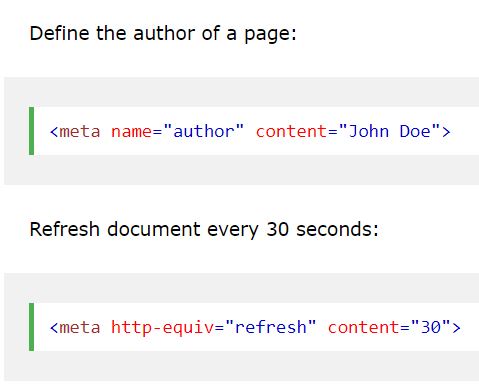 Define the author of a page:
<meta name="author" content="John Doe">
Refresh document every 30 seconds:
<meta http-equiv="refresh" content="30">